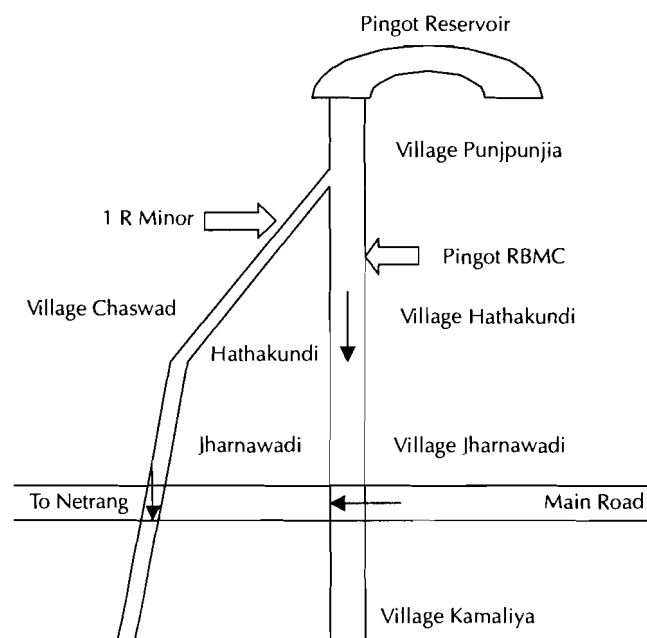 Pingot Reservoir
Village Punjpunjia
1 R Minor
Pingot RBMC
Village Chaswad
Village Hathakundi
Hathakundi
Jharnawadi
Village Jharnawadi
To Netrang
Main Road
Village Kamaliya